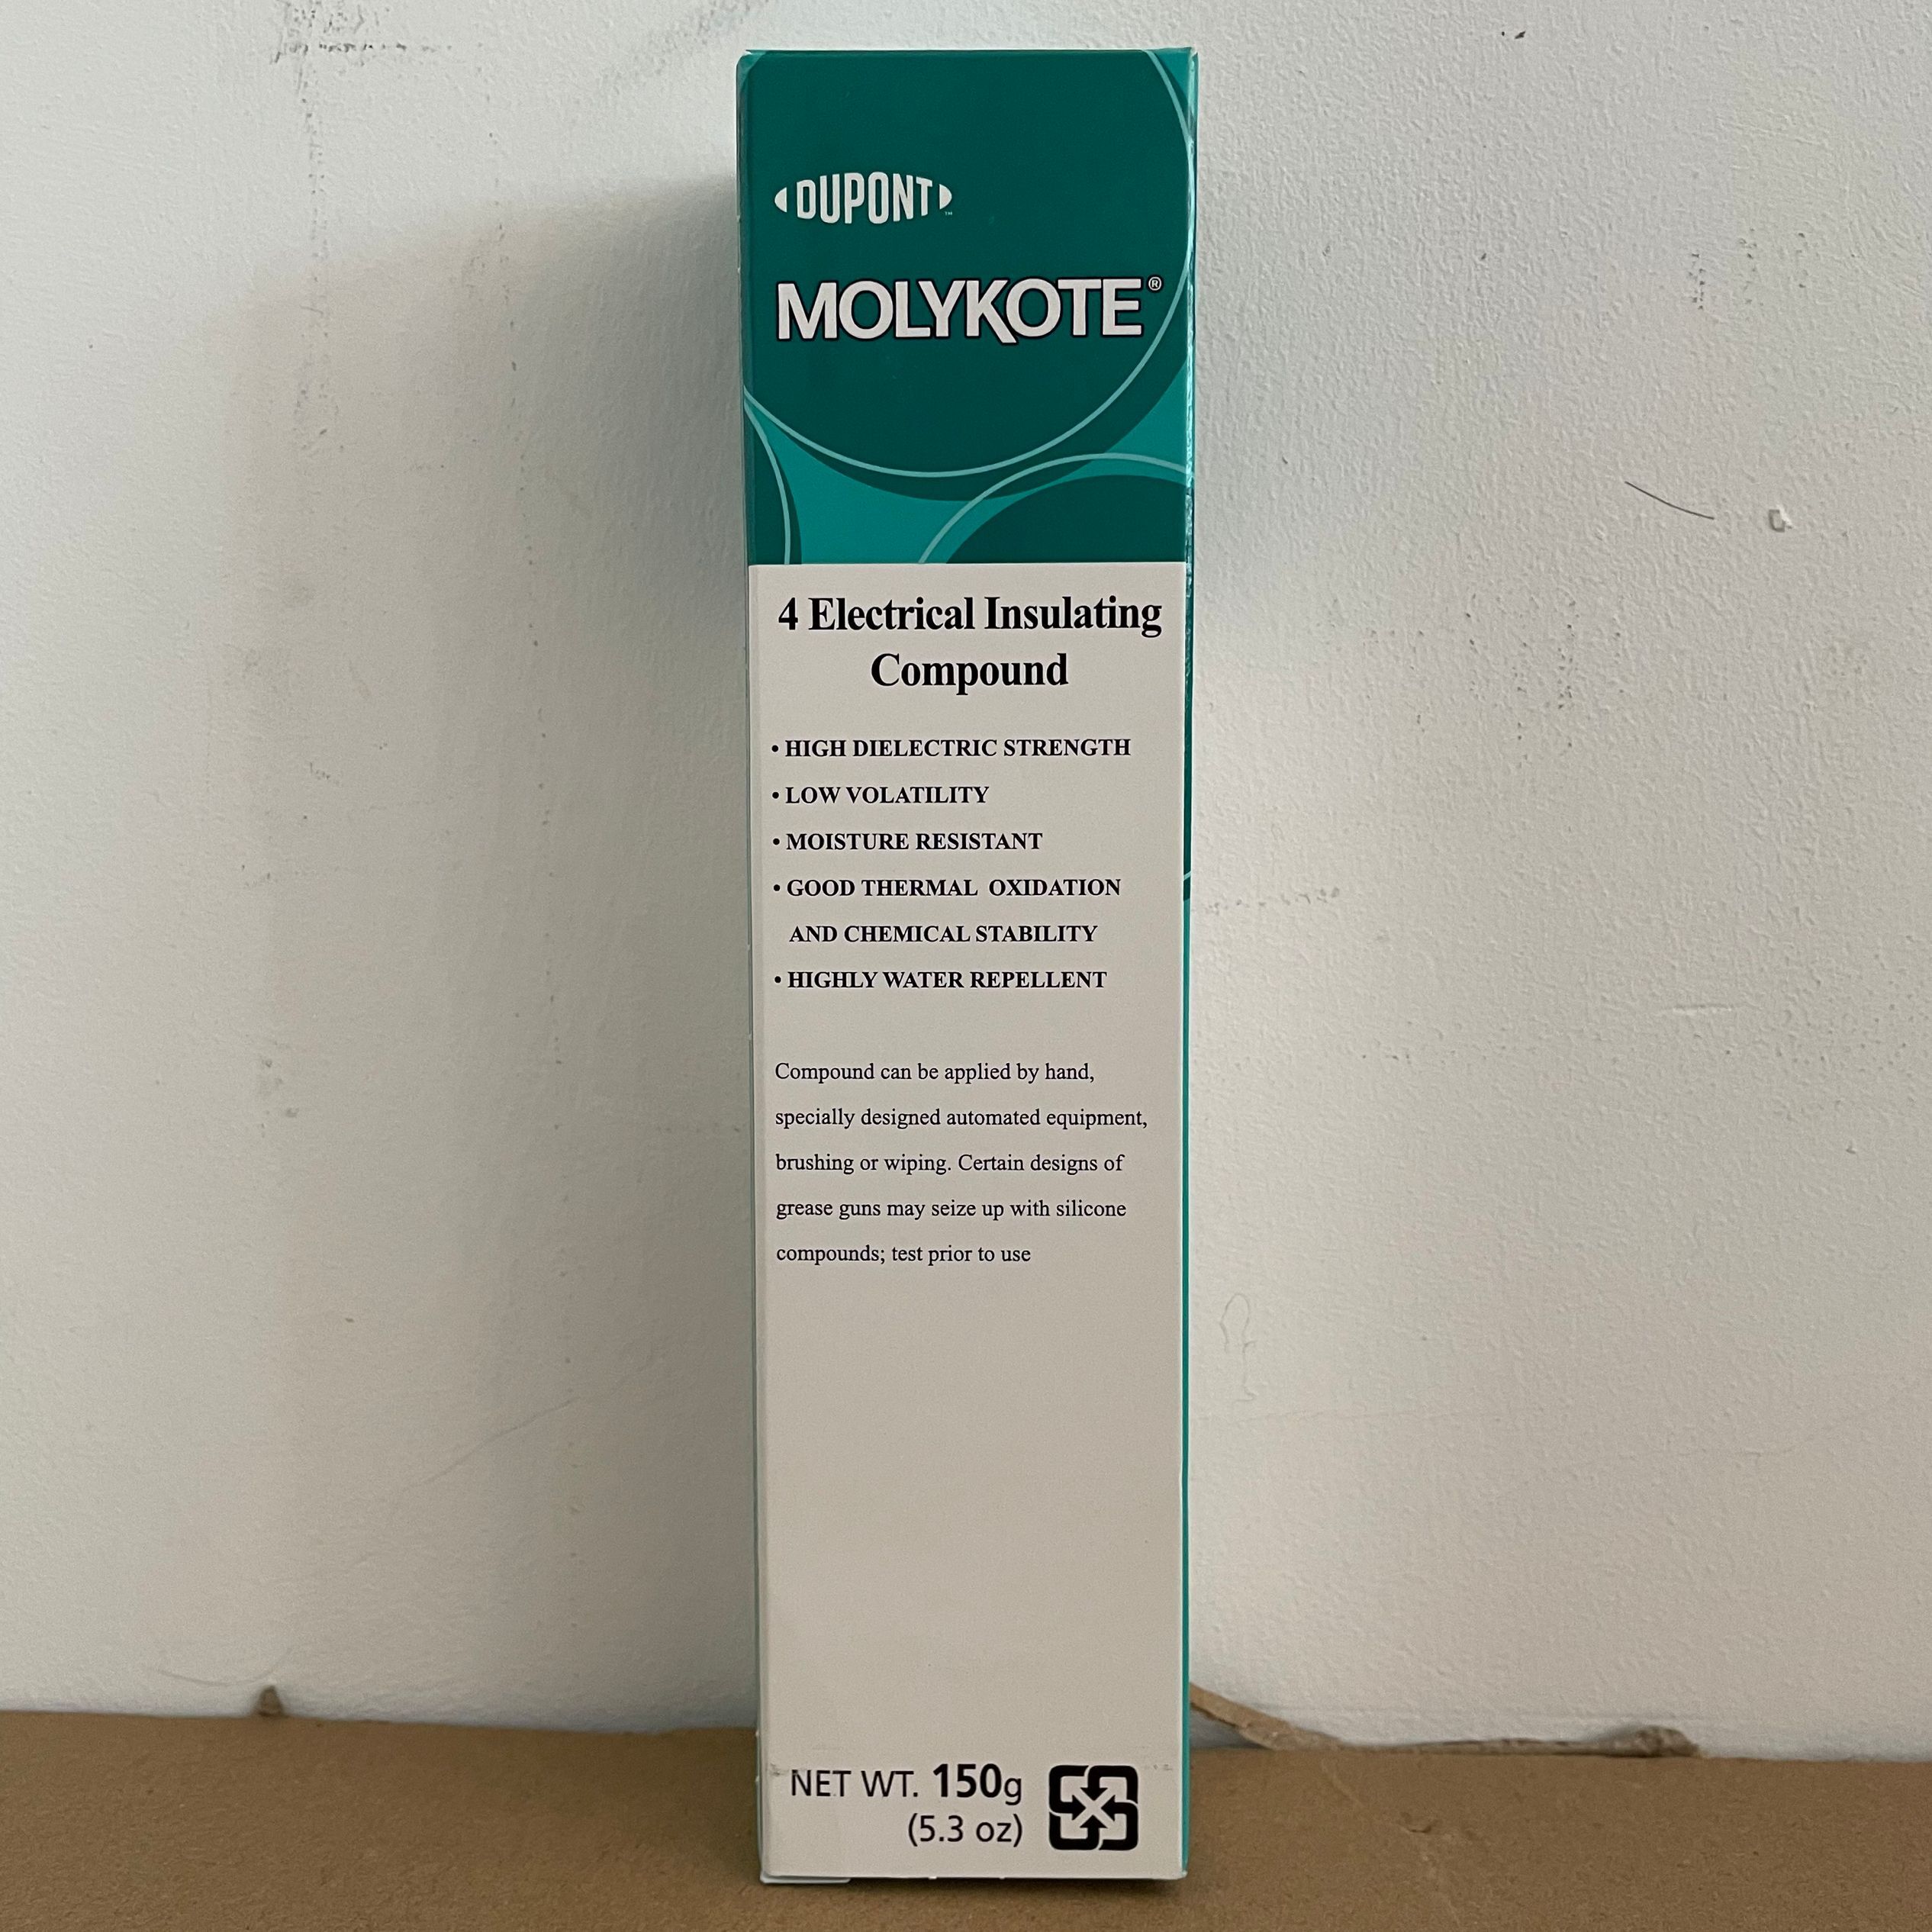 DUPONT™
MOLYKOTE®
4 Electrical Insulating
Compound
• HIGH DIELECTRIC STRENGTH
• LOW VOLATILITY
• MOISTURE RESISTANT
• GOOD THERMAL OXIDATION
AND CHEMICAL STABILITY
• HIGHLY WATER REPELLENT
Compound can be applied by hand,
specially designed automated equipment,
brushing or wiping. Certain designs of
grease guns may seize up with silicone
compounds; test prior to use
NET WT. 150g
(5.3 oz)